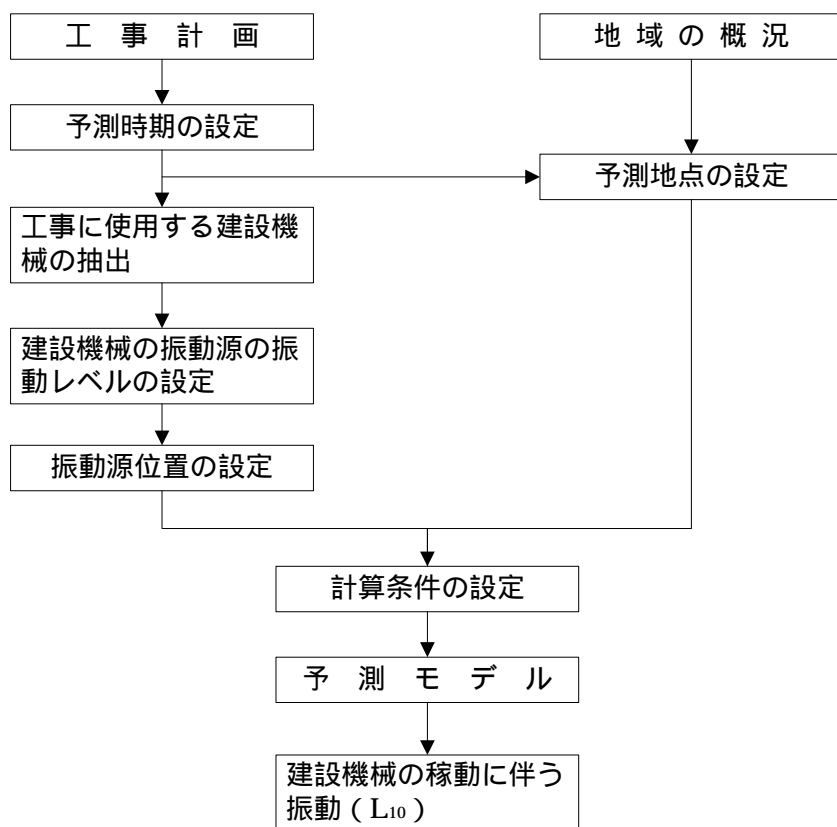 工 事 計 画
地 域 の 概 況
予測時期の設定
予測地点の設定
工事に使用する建設機
械の抽出
建設機械の振動源の振
動レベルの設定
振動源位置の設定
計算条件の設定
予 測 モ デ ル
建設機械の稼動に伴う
振動（L₁₀）